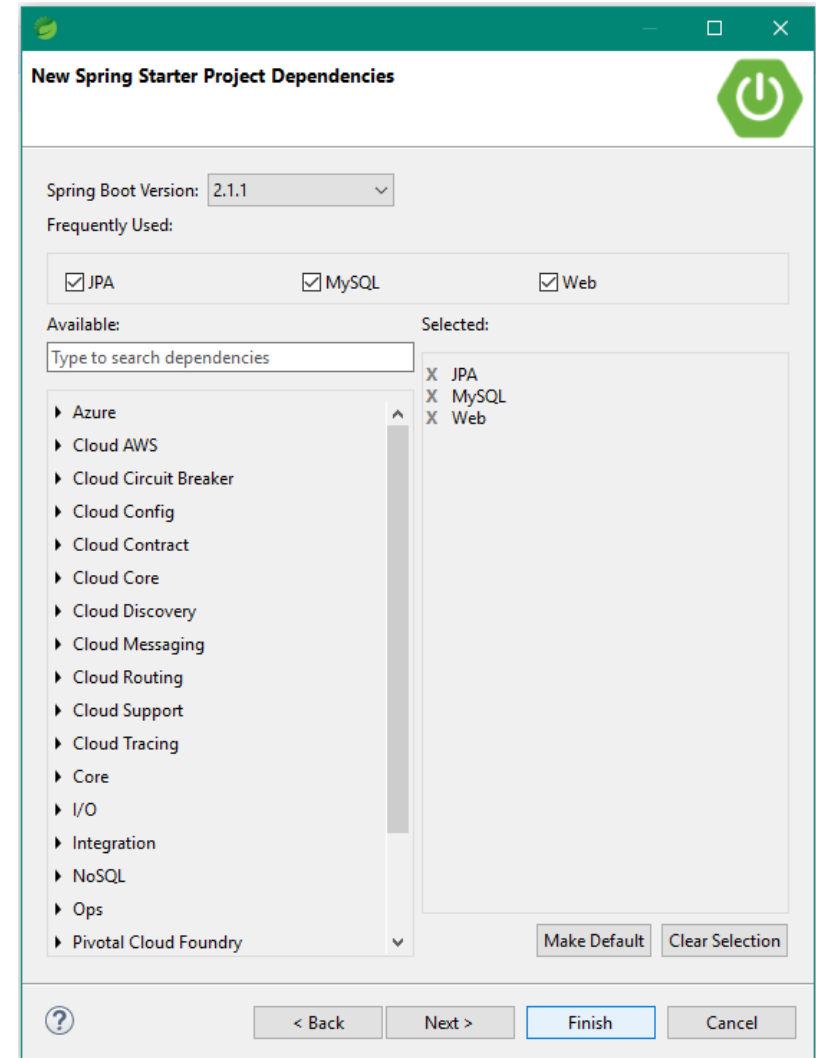 New Spring Starter Project Dependencies
Spring Boot Version: 2.1.1
Frequently Used:
JPA MySQL Web
Available:
Type to search dependencies
Azure
Cloud AWS
Cloud Circuit Breaker
Cloud Config
Cloud Contract
Cloud Core
Cloud Discovery
Cloud Messaging
Cloud Routing
Cloud Support
Cloud Tracing
Core
I/O
Integration
NoSQL
Ops
Pivotal Cloud Foundry
Selected:
X JPA
X MySQL
X Web
Make Default Clear Selection
? < Back Next > Finish Cancel